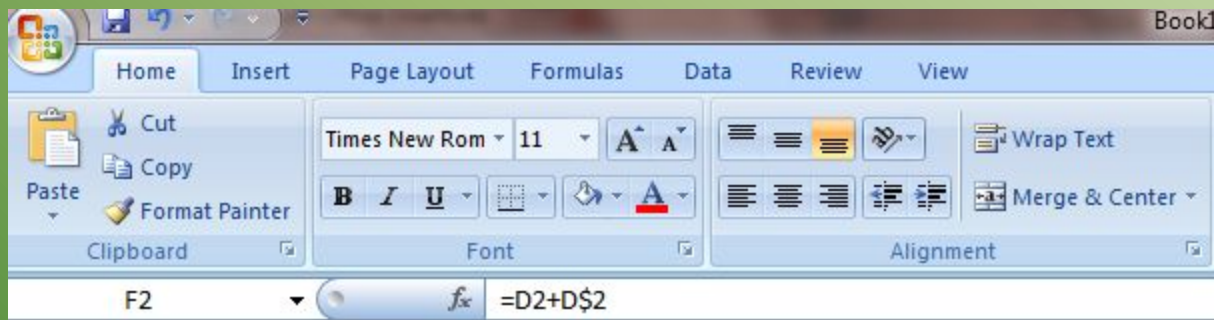 Book1
Home Insert Page Layout Formulas Data Review View
Cut
Copy
Format Painter
Paste
Clipboard
Times New Rom 11 A A
B I U A
Font
Wrap Text
Merge & Center
Alignment
F2 fx =D2+D$2